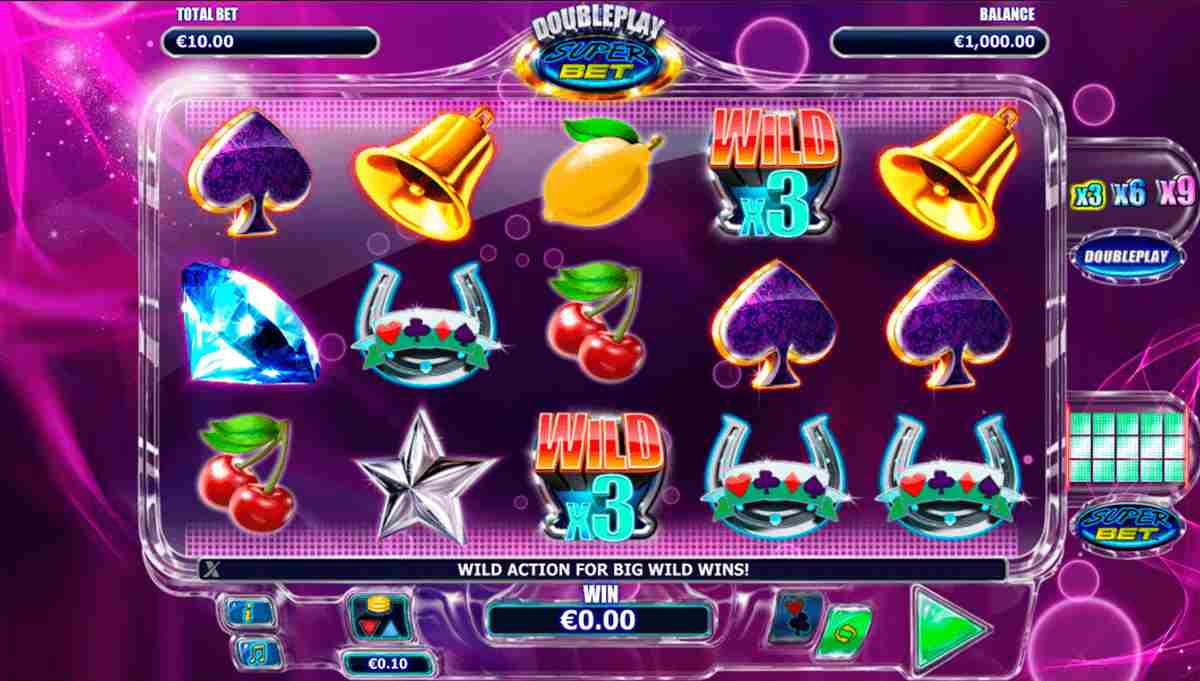 TOTAL BET
€10.00
DOUBLEPLAY
SUPER
BET
BALANCE
€1,000.00
WILD
x3
x3 x6 x9
DOUBLEPLAY
WILD
x3
SUPER
BET
WILD ACTION FOR BIG WILD WINS!
WIN
€0.00
i
€0.10